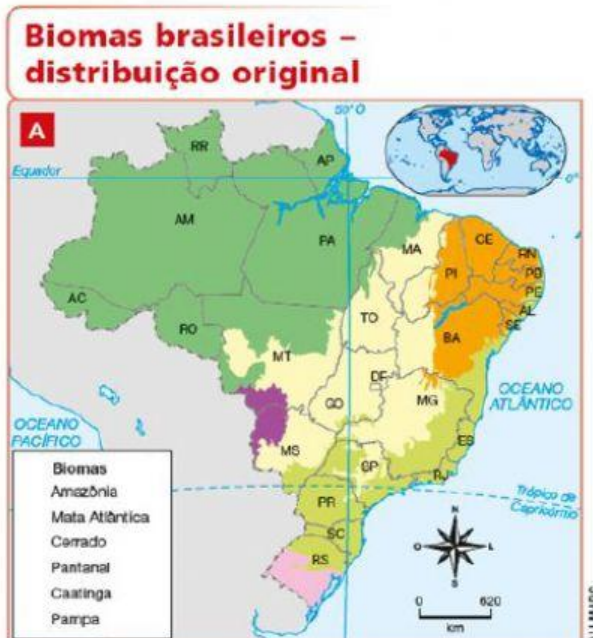 Biomas brasileiros –
distribuição original
A
50° O
Equador
0°
RR
AP
AM
PA
MA
CE
RN
PB
PE
AL
SE
PI
AC
RO
TO
BA
MT
DF
GO
MG
OCEANO
ATLÂNTICO
OCEANO
PACÍFICO
MS
ES
SP
RJ
PR
Trópico de
Capricórnio
SC
RS
Biomas
Amazônia
Mata Atlântica
Cerrado
Pantanal
Caatinga
Pampa
N
O
L
S
0 620
km